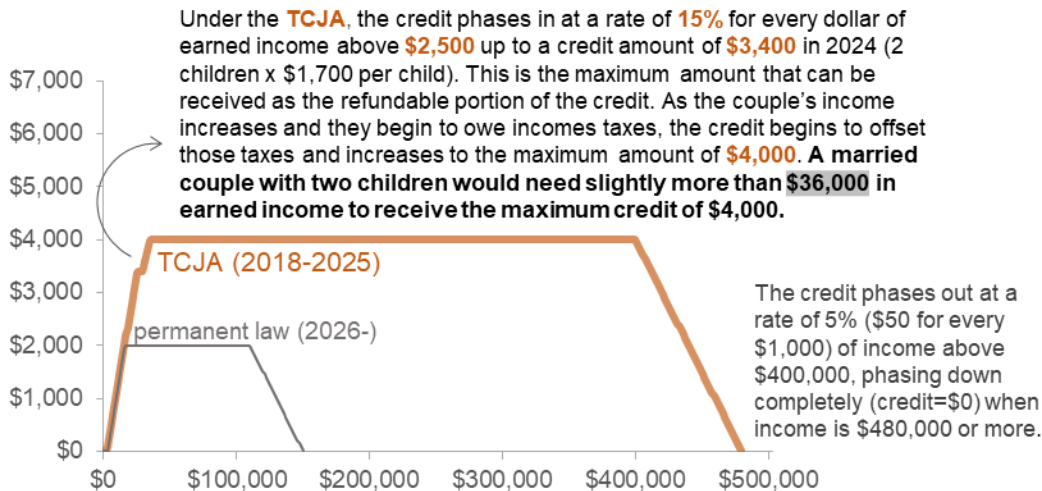 Under the TCJA, the credit phases in at a rate of 15% for every dollar of
earned income above $2,500 up to a credit amount of $3,400 in 2024 (2
children x $1,700 per child). This is the maximum amount that can be
received as the refundable portion of the credit. As the couple's income
increases and they begin to owe incomes taxes, the credit begins to offset
those taxes and increases to the maximum amount of $4,000. A married
couple with two children would need slightly more than $36,000 in
earned income to receive the maximum credit of $4,000.
$7,000
$6,000
$5,000
$4,000
$3,000
$2,000
$1,000
$0
TCJA (2018-2025)
permanent law (2026-)
The credit phases out at a
rate of 5% ($50 for every
$1,000) of income above
$400,000, phasing down
completely (credit=$0) when
income is $480,000 or more.
$0
$100,000
$200,000
$300,000
$400,000
$500,000